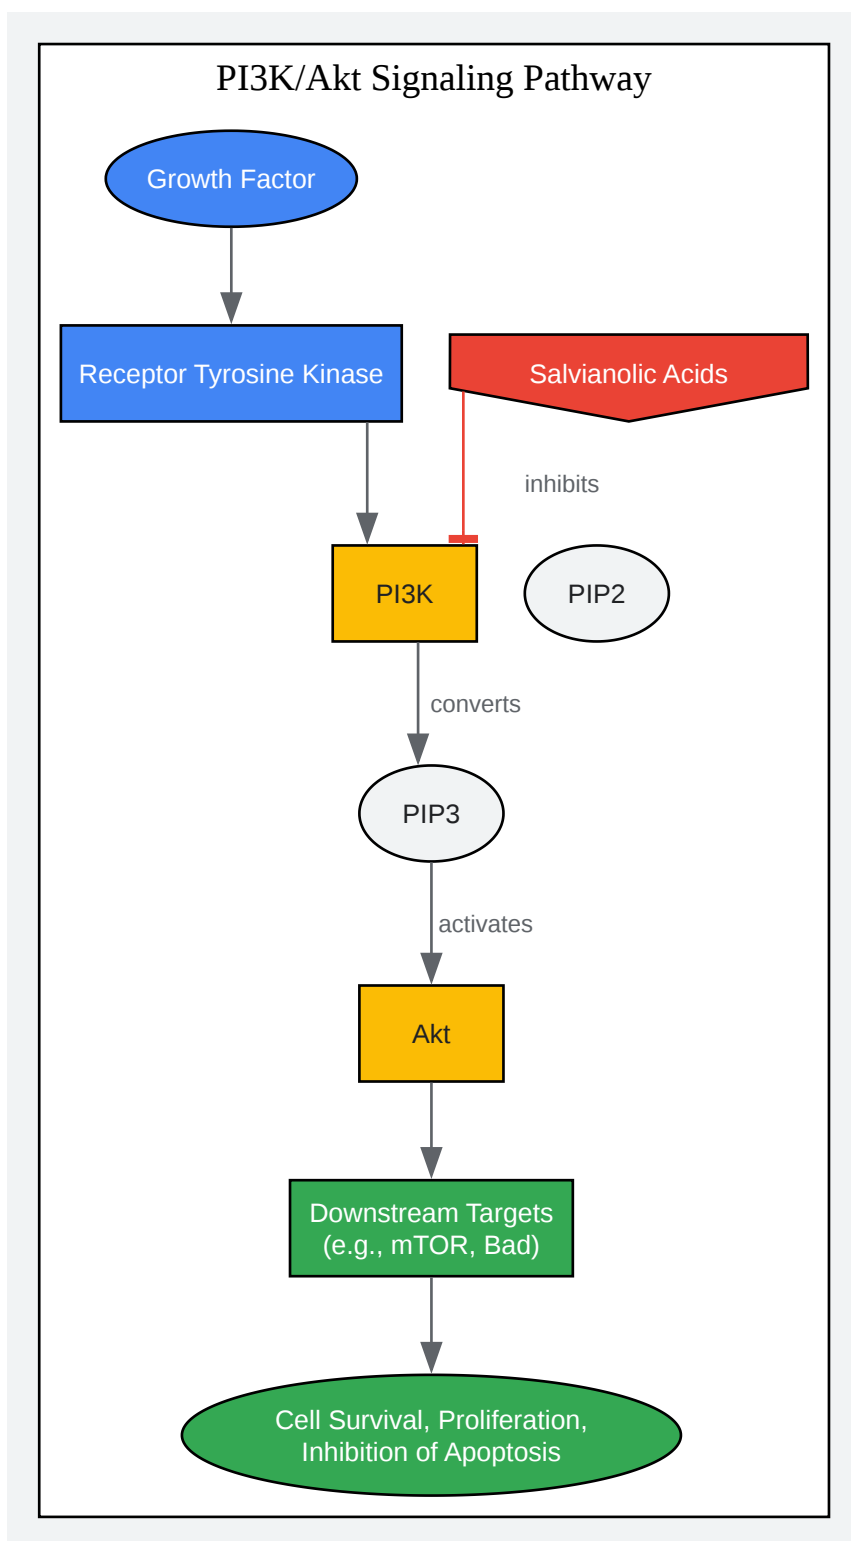 PI3K/Akt Signaling Pathway
Growth Factor
Receptor Tyrosine Kinase
Salvianolic Acids
inhibits
PI3K
PIP2
converts
PIP3
activates
Akt
Downstream Targets
(e.g., mTOR, Bad)
Cell Survival, Proliferation,
Inhibition of Apoptosis